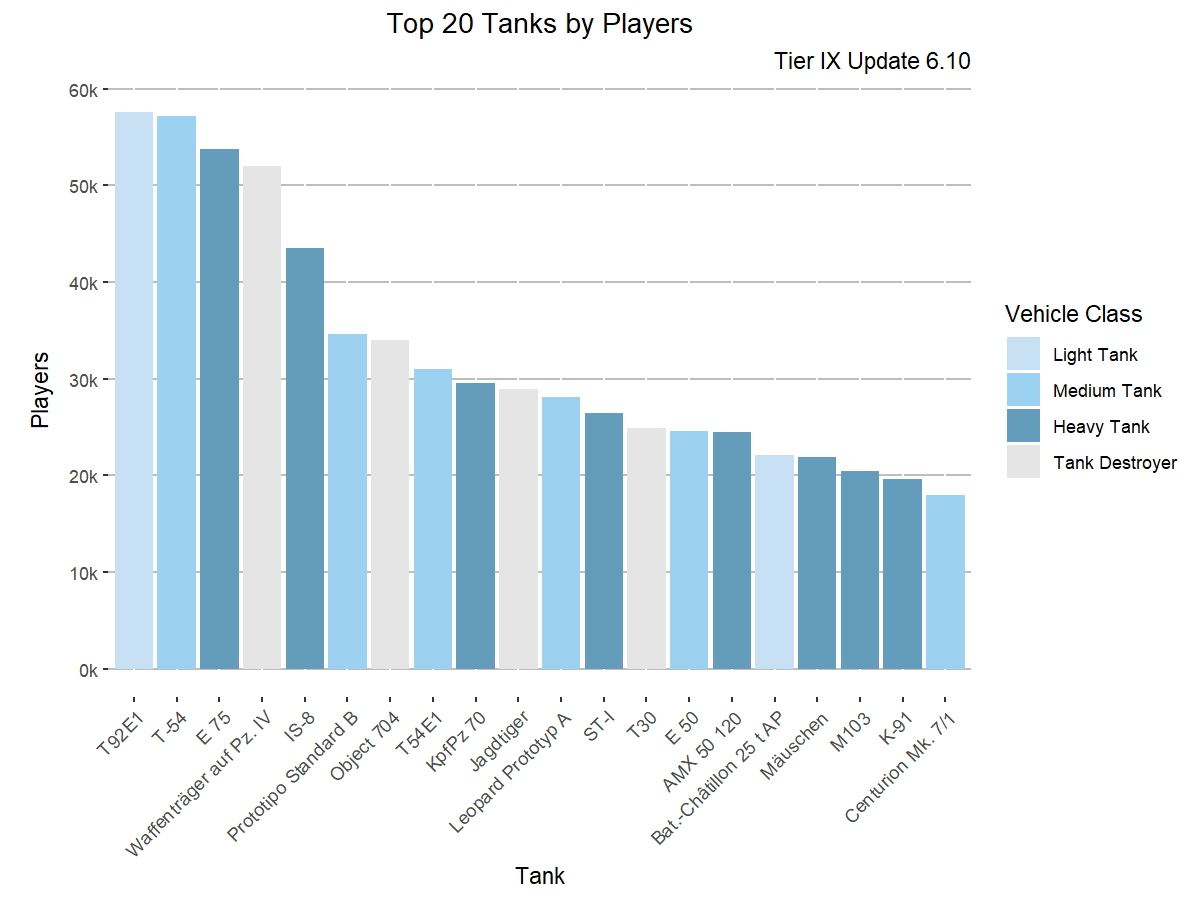 Top 20 Tanks by Players
Tier IX Update 6.10
60k
50k
40k
30k
20k
10k
0k
Players
T92E1
T-54
E 75
Waffenträger auf Pz. IV
IS-8
Prototipo Standard B
Object 704
T54E1
KpfPz 70
Jagdtiger
Leopard Prototyp A
ST-I
T30
E 50
AMX 50 120
Bat.-Châtillon 25 t AP
Mäuschen
M103
K-91
Centurion Mk. 7/1
Tank
Vehicle Class
Light Tank
Medium Tank
Heavy Tank
Tank Destroyer